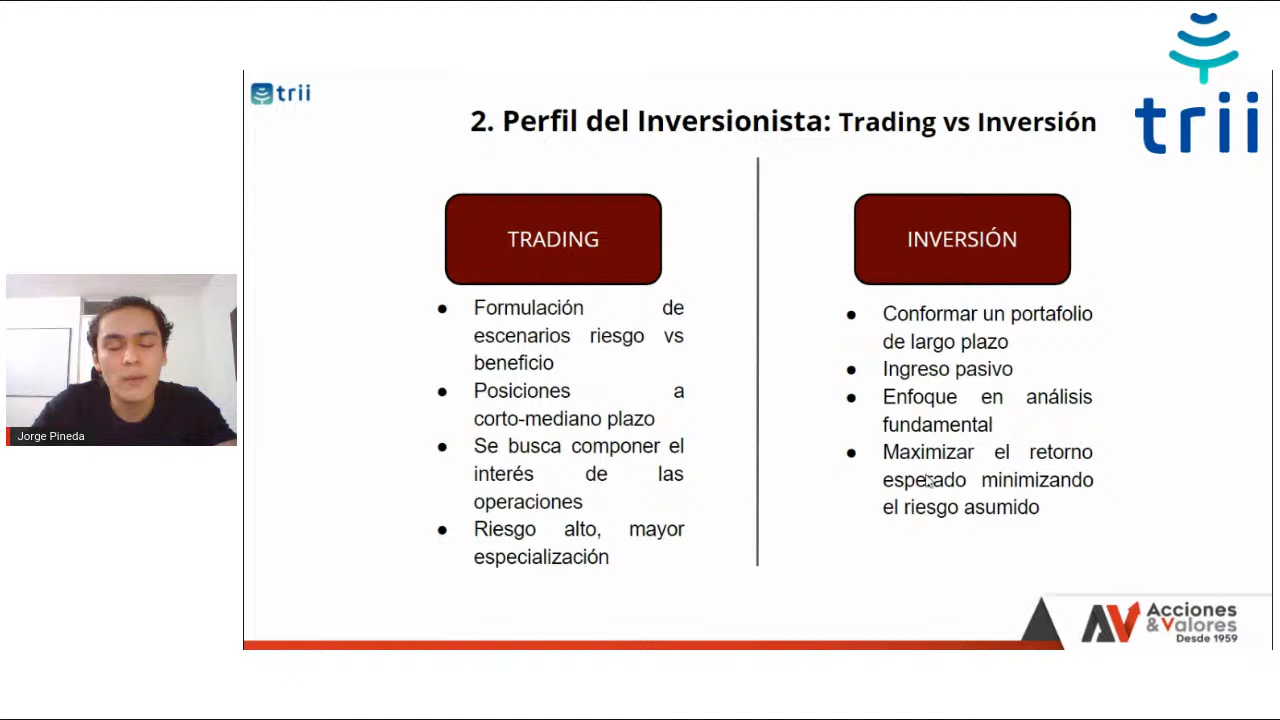 trii
trii
2. Perfil del Inversionista: Trading vs Inversión
TRADING
Formulación de
escenarios riesgo vs
beneficio
Posiciones a
corto-mediano plazo
Se busca componer el
interés de las
operaciones
Riesgo alto, mayor
especialización
INVERSIÓN
Conformar un portafolio
de largo plazo
Ingreso pasivo
Enfoque en análisis
fundamental
Maximizar el retorno
esperado minimizando
el riesgo asumido
Jorge Pineda
AV Acciones
& Valores
Desde 1959